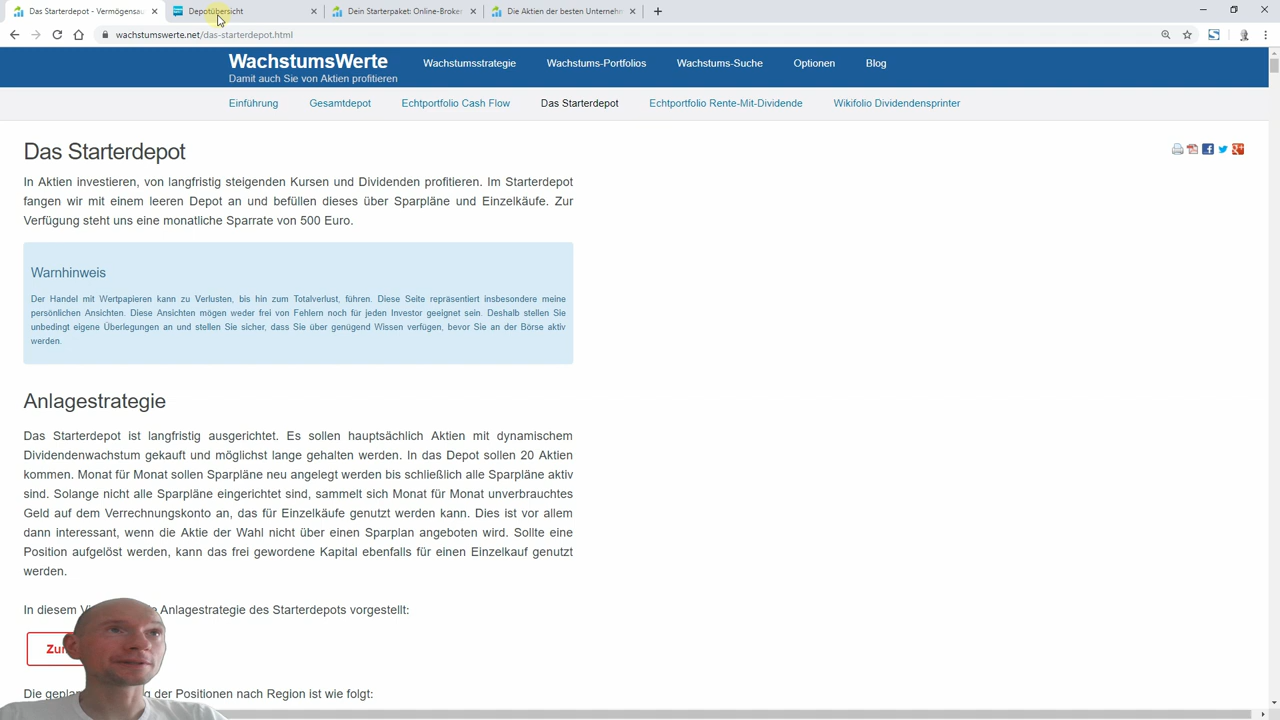 Das Starterdepot - Vermögensau
Depotübersicht
Dein Starterpaket: Online-Broker
Die Aktien der besten Unternehm
wachstumswerte.net/das-starterdepot.html
WachstumsWerte
Damit auch Sie von Aktien profitieren
Wachstumsstrategie
Wachstums-Portfolios
Wachstums-Suche
Optionen
Blog
Einführung
Gesamtdepot
Echtportfolio Cash Flow
Das Starterdepot
Echtportfolio Rente-Mit-Dividende
Wikifolio Dividendensprinter
Das Starterdepot
In Aktien investieren, von langfristig steigenden Kursen und Dividenden profitieren. Im Starterdepot
fangen wir mit einem leeren Depot an und befüllen dieses über Sparpläne und Einzelkäufe. Zur
Verfügung steht uns eine monatliche Sparrate von 500 Euro.
Warnhinweis
Der Handel mit Wertpapieren kann zu Verlusten, bis hin zum Totalverlust, führen. Diese Seite repräsentiert insbesondere meine
persönlichen Ansichten. Diese Ansichten mögen weder frei von Fehlern noch für jeden Investor geeignet sein. Deshalb stellen Sie
unbedingt eigene Überlegungen an und stellen Sie sicher, dass Sie über genügend Wissen verfügen, bevor Sie an der Börse aktiv
werden.
Anlagestrategie
Das Starterdepot ist langfristig ausgerichtet. Es sollen hauptsächlich Aktien mit dynamischem
Dividendenwachstum gekauft und möglichst lange gehalten werden. In das Depot sollen 20 Aktien
kommen. Monat für Monat sollen Sparpläne neu angelegt werden bis schließlich alle Sparpläne aktiv
sind. Solange nicht alle Sparpläne eingerichtet sind, sammelt sich Monat für Monat unverbrauchtes
Geld auf dem Verrechnungskonto an, das für Einzelkäufe genutzt werden kann. Dies ist vor allem
dann interessant, wenn die Aktie der Wahl nicht über einen Sparplan angeboten wird. Sollte eine
Position aufgelöst werden, kann das frei gewordene Kapital ebenfalls für einen Einzelkauf genutzt
werden.
In diesem Anlagestrategie des Starterdepots vorgestellt:
Die der Positionen nach Region ist wie folgt: